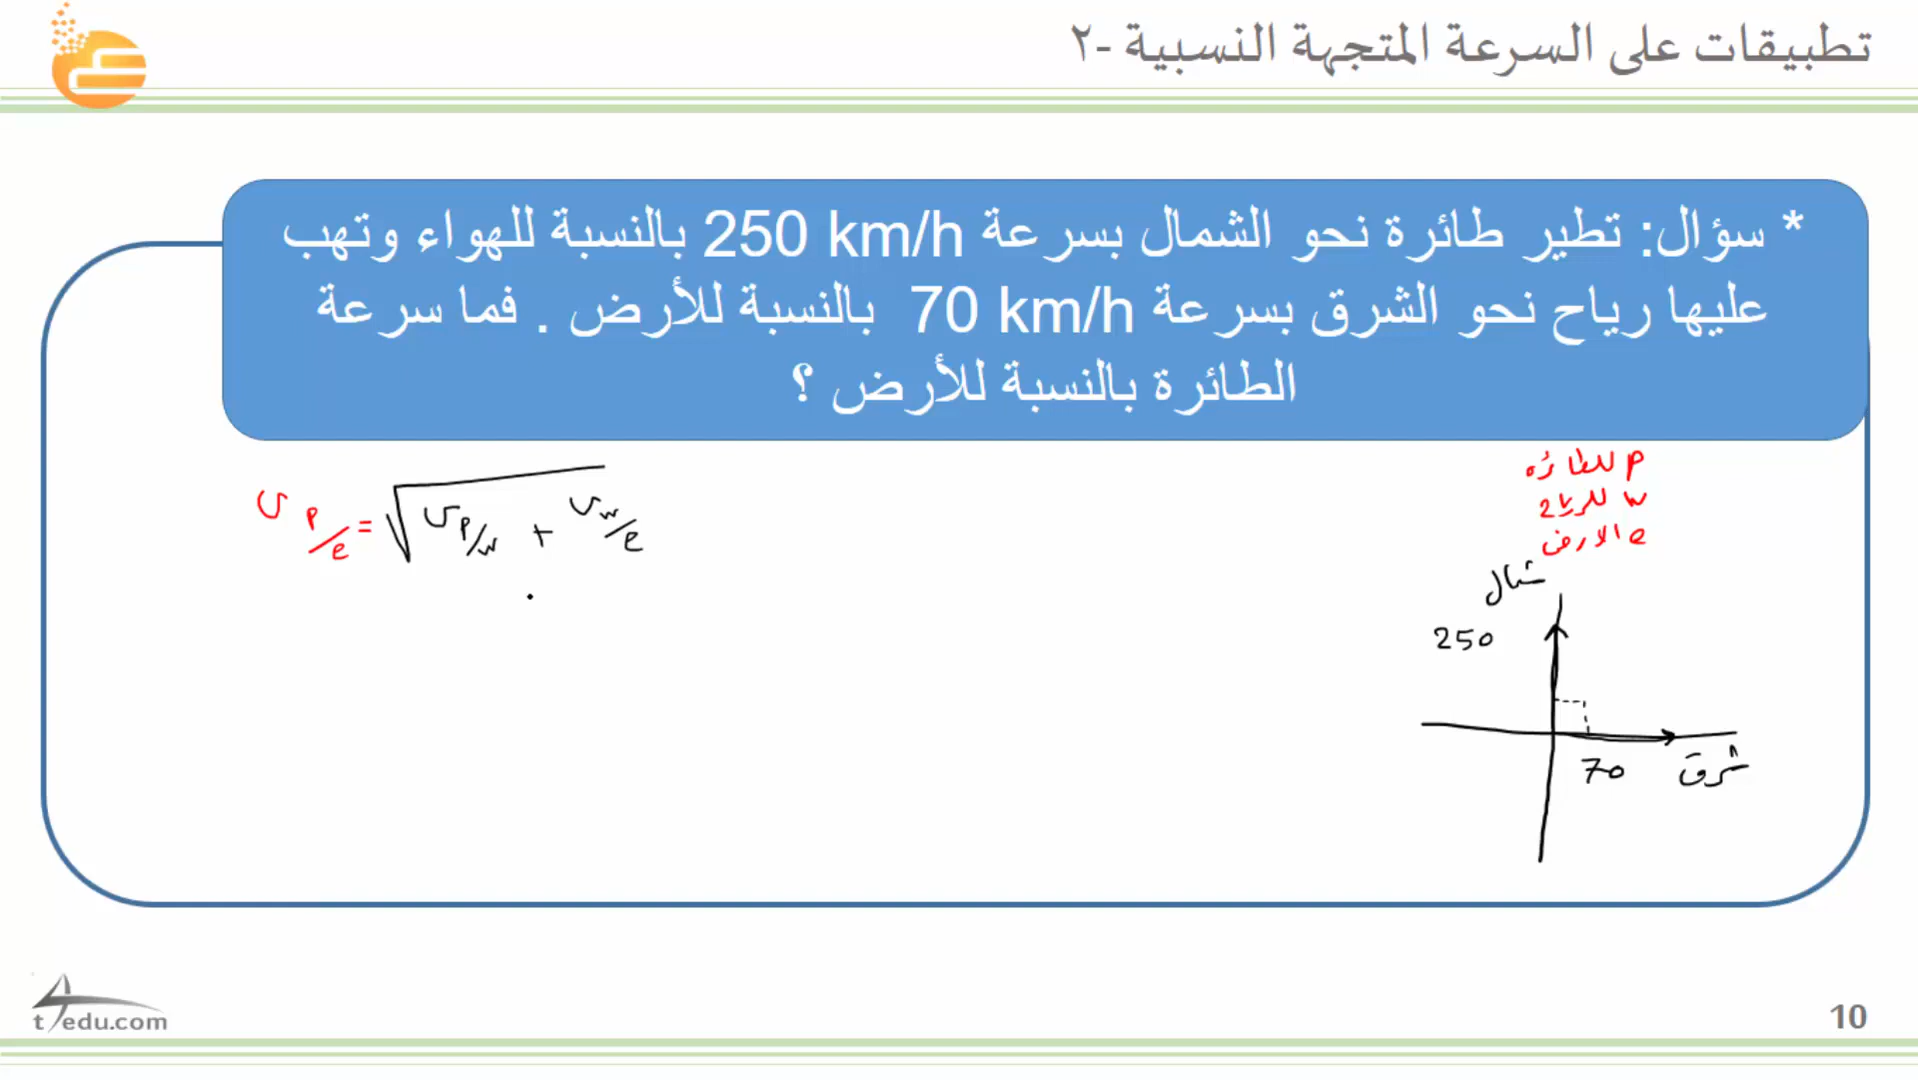 تطبيقات على السرعة المتجهة النسبية -٢
* سؤال: تطير طائرة نحو الشمال بسرعة 250 km/h بالنسبة للهواء وتهب
عليها رياح نحو الشرق بسرعة 70 km/h بالنسبة للأرض . فما سرعة
الطائرة بالنسبة للأرض ؟
P للطائرة
w للرياح
e الارض
υ P/e = √ υ P/w + υ w/e
شمال
250
70
شرق
t4edu.com
10